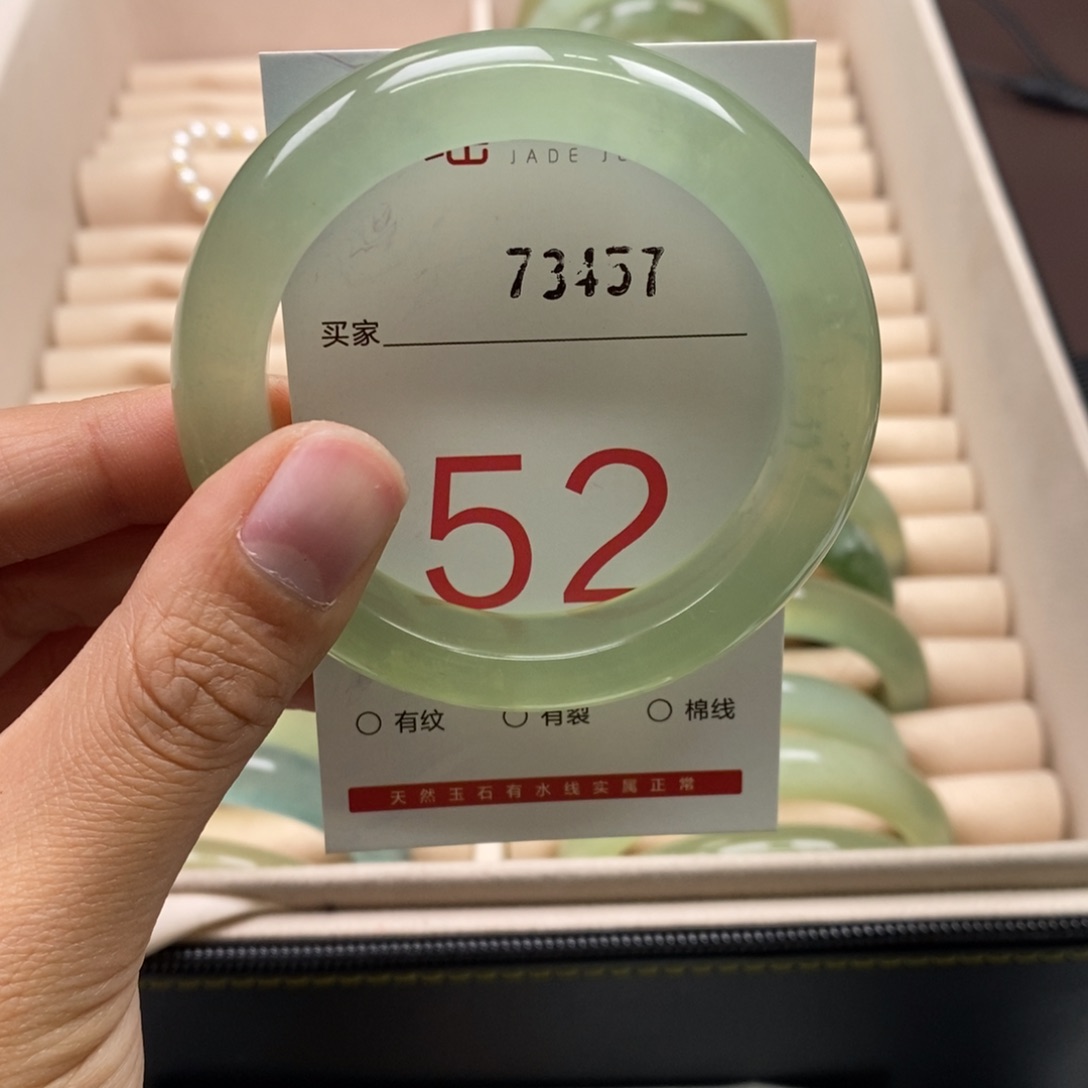 JADE
73457
买家
52
有纹 有裂 棉线
天然玉石有水线实属正常